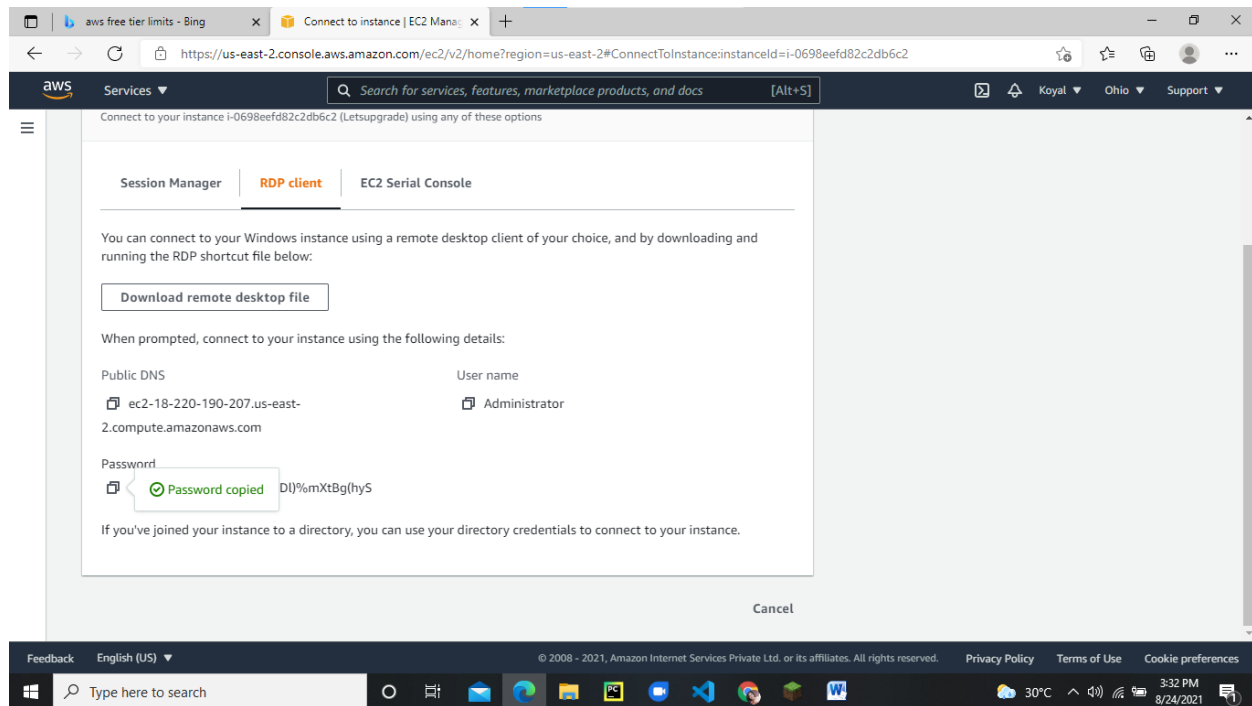 aws free tier limits - Bing
Connect to instance | EC2 Manag
https://us-east-2.console.aws.amazon.com/ec2/v2/home?region=us-east-2#ConnectToInstance:instanceId=i-0698eefd82c2db6c2
aws
Services ▼
Search for services, features, marketplace products, and docs
[Alt+S]
Koyal ▼
Ohio ▼
Support ▼
Connect to your instance i-0698eefd82c2db6c2 (Letsupgrade) using any of these options
Session Manager
RDP client
EC2 Serial Console
You can connect to your Windows instance using a remote desktop client of your choice, and by downloading and
running the RDP shortcut file below:
Download remote desktop file
When prompted, connect to your instance using the following details:
Public DNS
User name
ec2-18-220-190-207.us-east-
2.compute.amazonaws.com
Administrator
Password
Password copied
Dl)%mXtBg(hyS
If you've joined your instance to a directory, you can use your directory credentials to connect to your instance.
Cancel
Feedback
English (US) ▼
© 2008 - 2021, Amazon Internet Services Private Ltd. or its affiliates. All rights reserved.
Privacy Policy
Terms of Use
Cookie preferences
Type here to search
PC
W
30°C
3:32 PM
8/24/2021
1